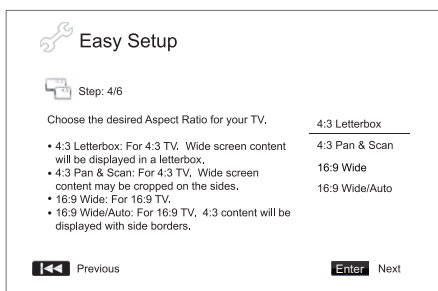 Easy Setup
Step: 4/6
Choose the desired Aspect Ratio for your TV.
• 4:3 Letterbox: For 4:3 TV. Wide screen content
will be displayed in a letterbox.
• 4:3 Pan & Scan: For 4:3 TV. Wide screen
content may be cropped on the sides.
• 16:9 Wide: For 16:9 TV.
• 16:9 Wide/Auto: For 16:9 TV. 4:3 content will be
displayed with side borders.
4:3 Letterbox
4:3 Pan & Scan
16:9 Wide
16:9 Wide/Auto
Previous
Enter Next